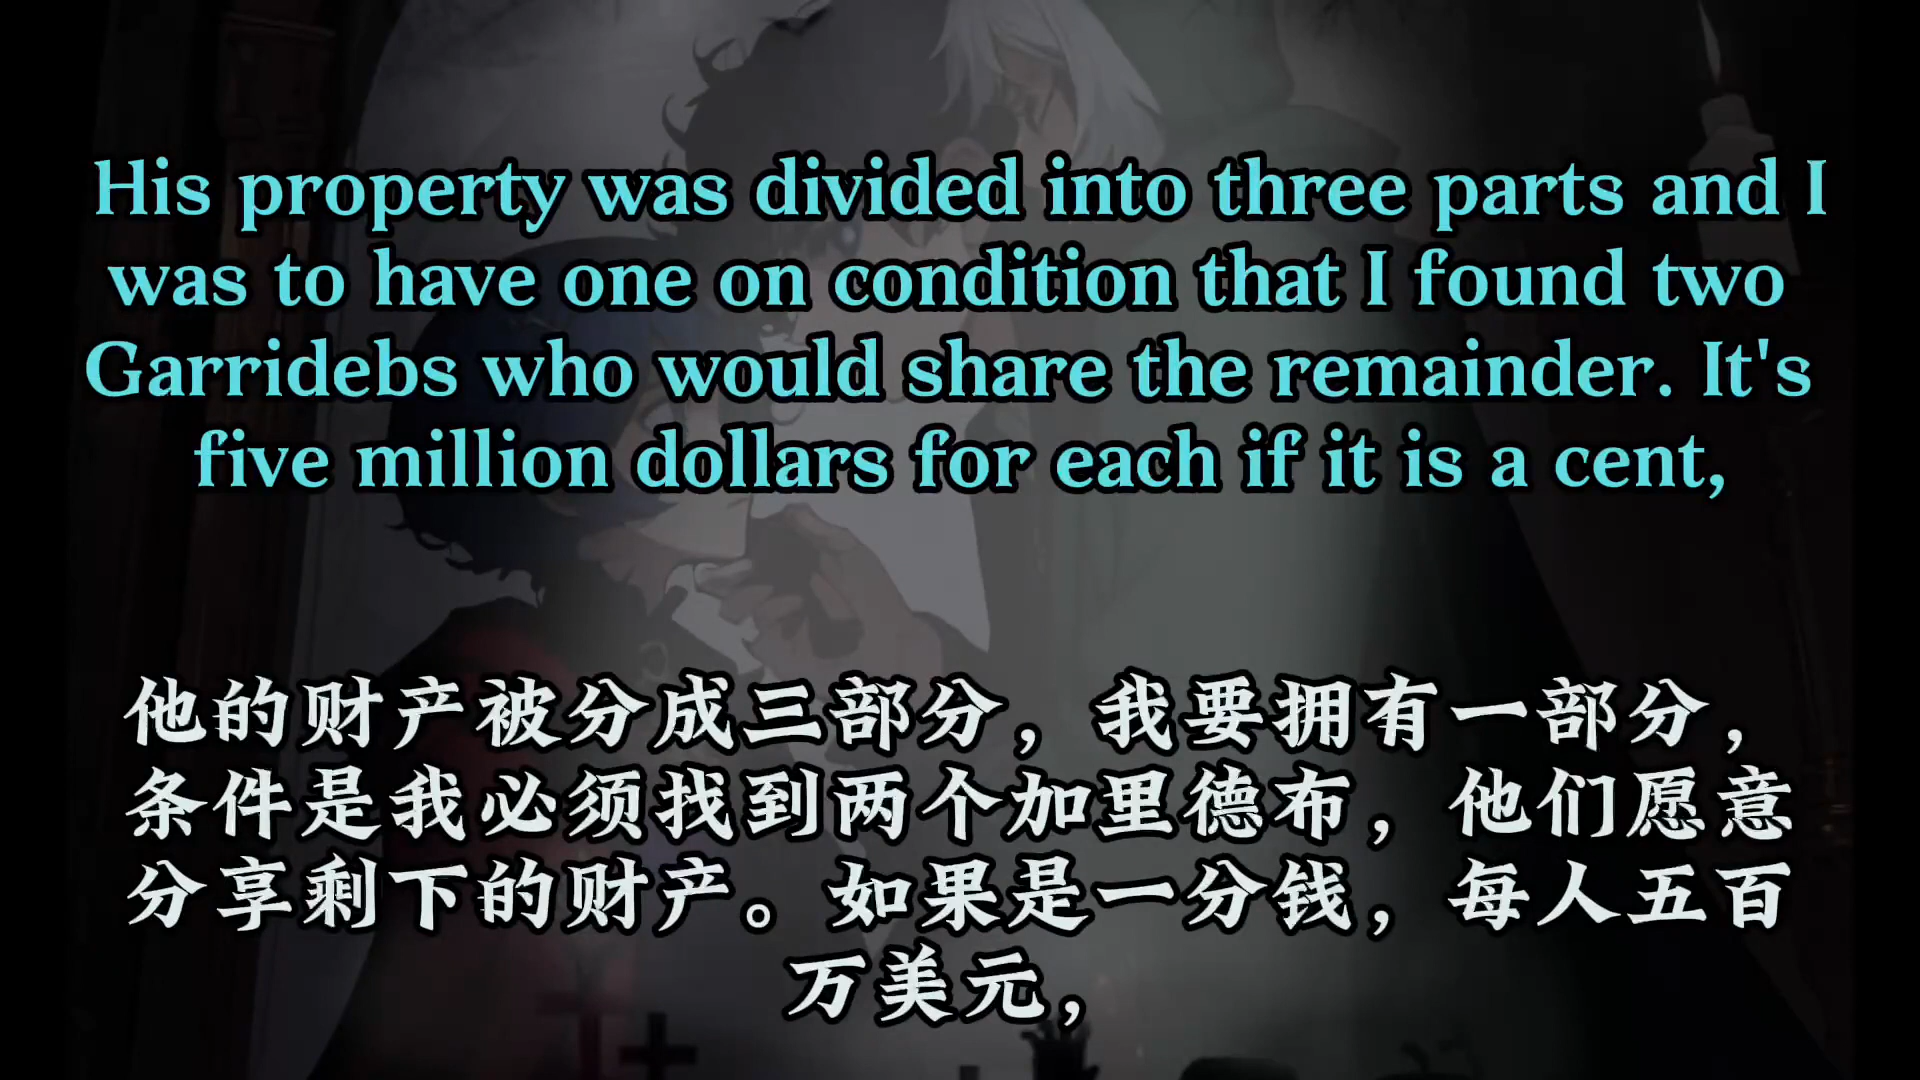 His property was divided into three parts and I
was to have one on condition that I found two
Garridebs who would share the remainder. It's
five million dollars for each if it is a cent,
他的财产被分成三部分，我要拥有一部分，
条件是我必须找到两个加里德布，他们愿意
分享剩下的财产。如果是一分钱，每人五百
万美元，